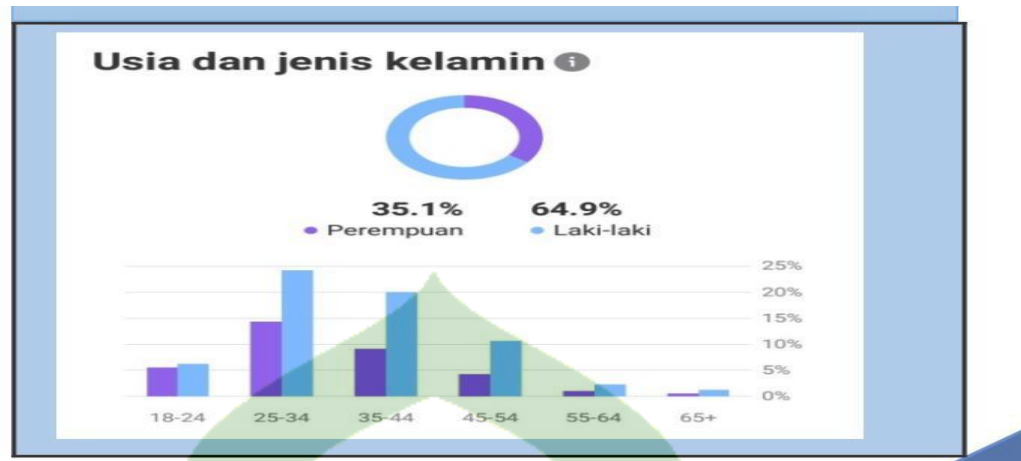 Usia dan jenis kelamin
35.1% 64.9%
Perempuan Laki-laki
25%
20%
15%
10%
5%
0%
18-24 25-34 35-44 45-54 55-64 65+